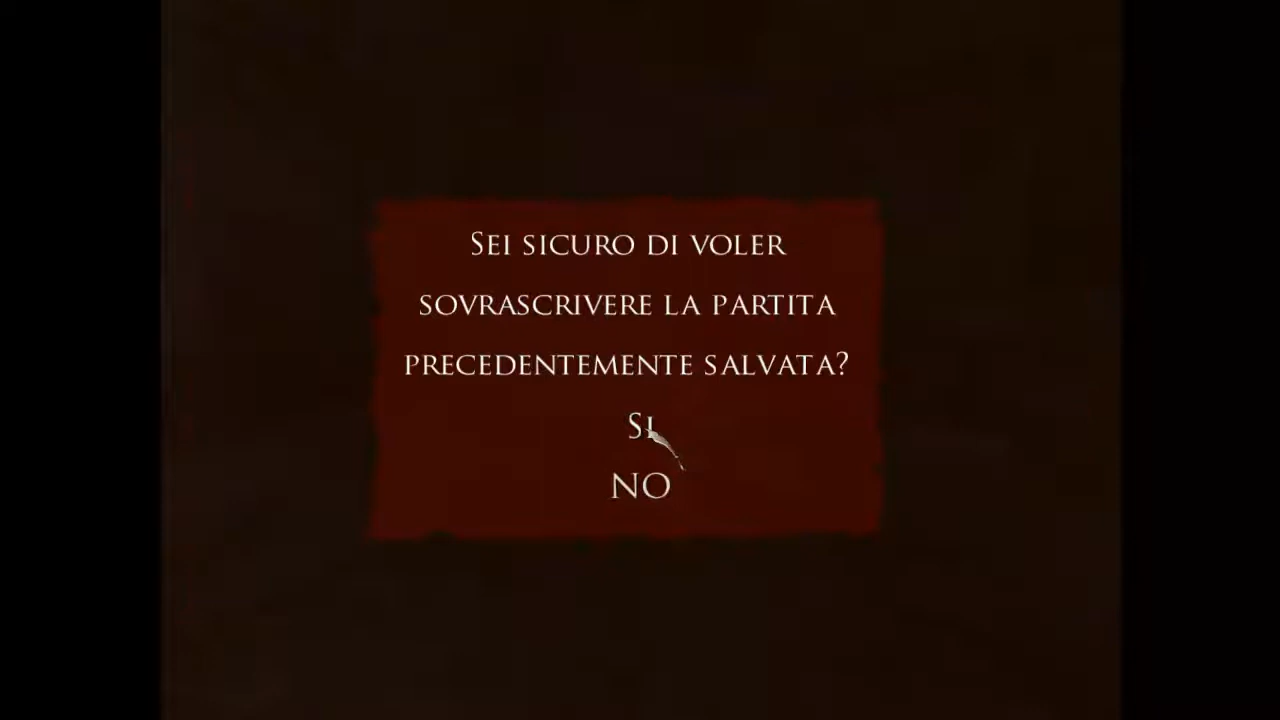 Sei sicuro di voler
sovrascrivere la partita
precedentemente salvata?
Si
NO